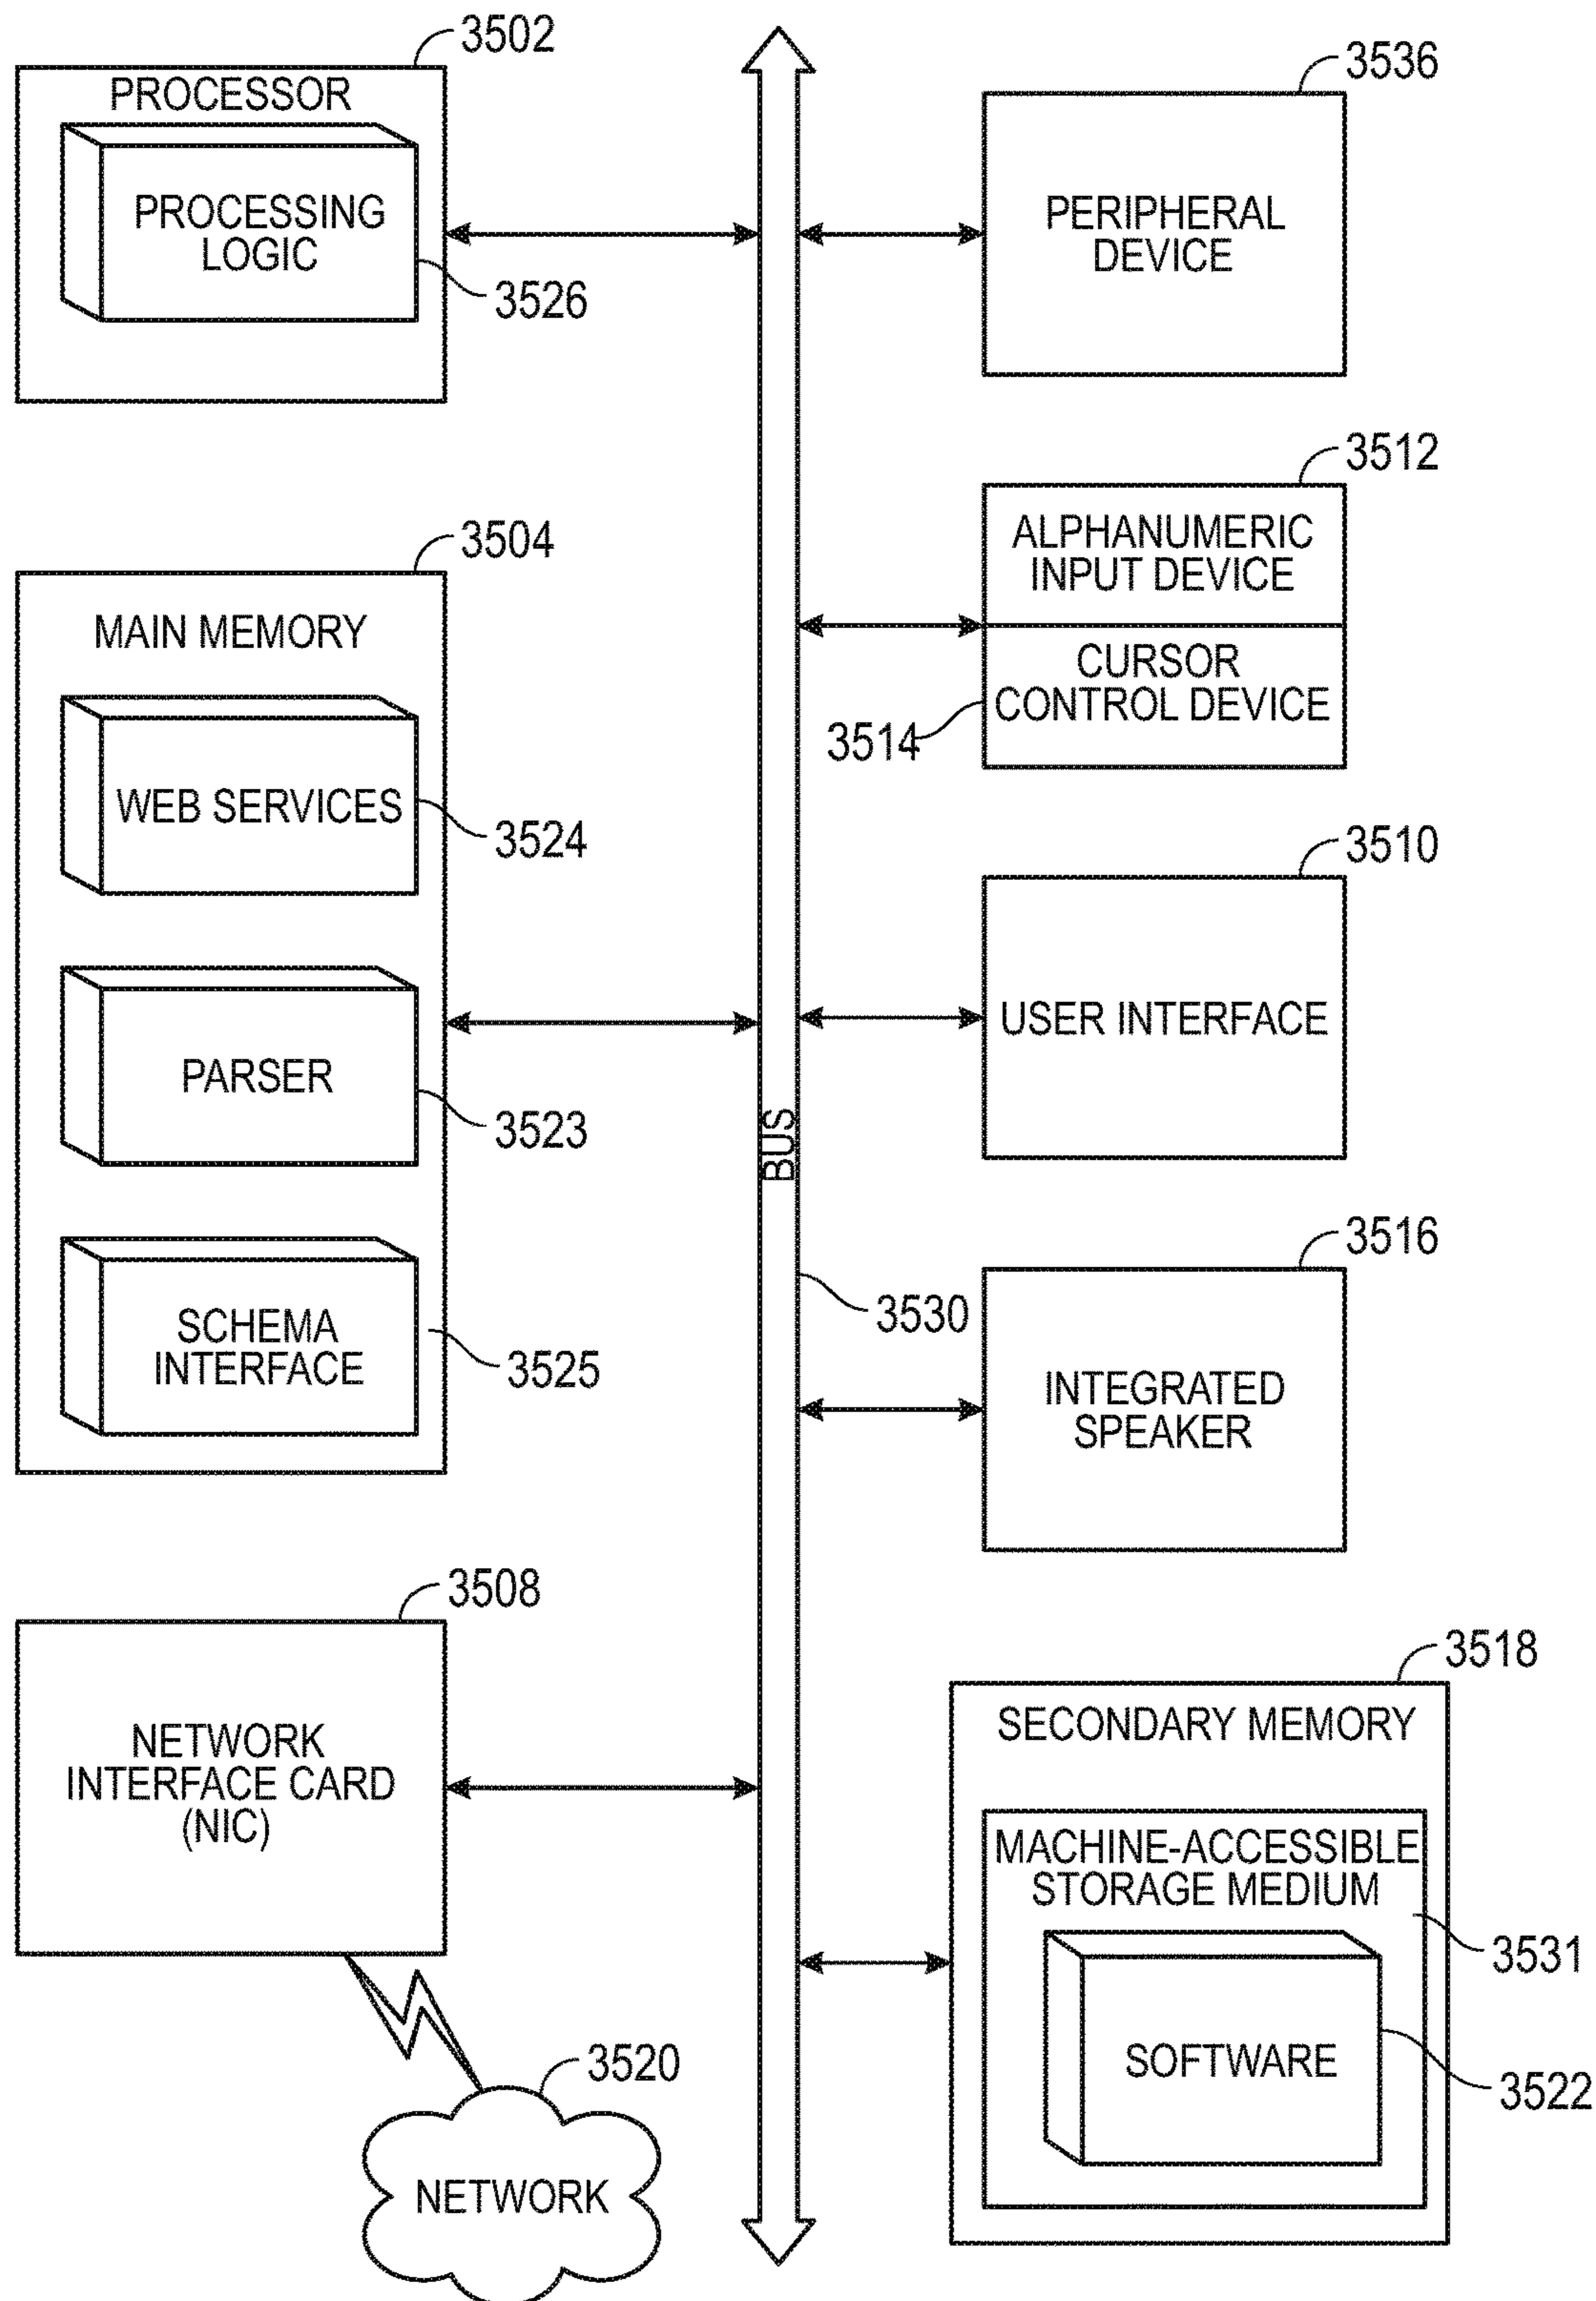 3502
PROCESSOR
PROCESSING
LOGIC
3526
3504
MAIN MEMORY
WEB SERVICES
3524
PARSER
3523
SCHEMA
INTERFACE
3525
3508
NETWORK
INTERFACE CARD
(NIC)
3520
NETWORK
BUS
3530
3536
PERIPHERAL
DEVICE
3512
ALPHANUMERIC
INPUT DEVICE
CURSOR
CONTROL DEVICE
3514
3510
USER INTERFACE
3516
INTEGRATED
SPEAKER
3518
SECONDARY MEMORY
MACHINE-ACCESSIBLE
STORAGE MEDIUM
3531
SOFTWARE
3522